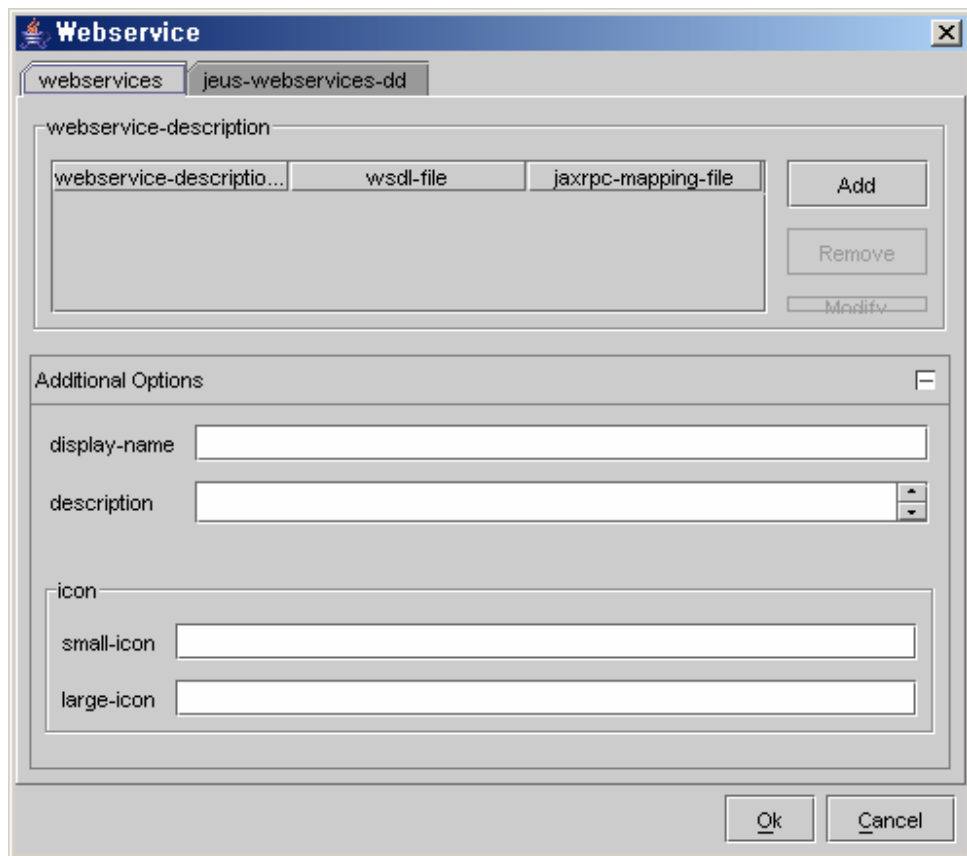 Webservice
webservices jeus-webservices-dd
webservice-description
webservice-descriptio... wsdl-file jaxrpc-mapping-file
Add
Remove
Modify
Additional Options
display-name
description
icon
small-icon
large-icon
Ok Cancel